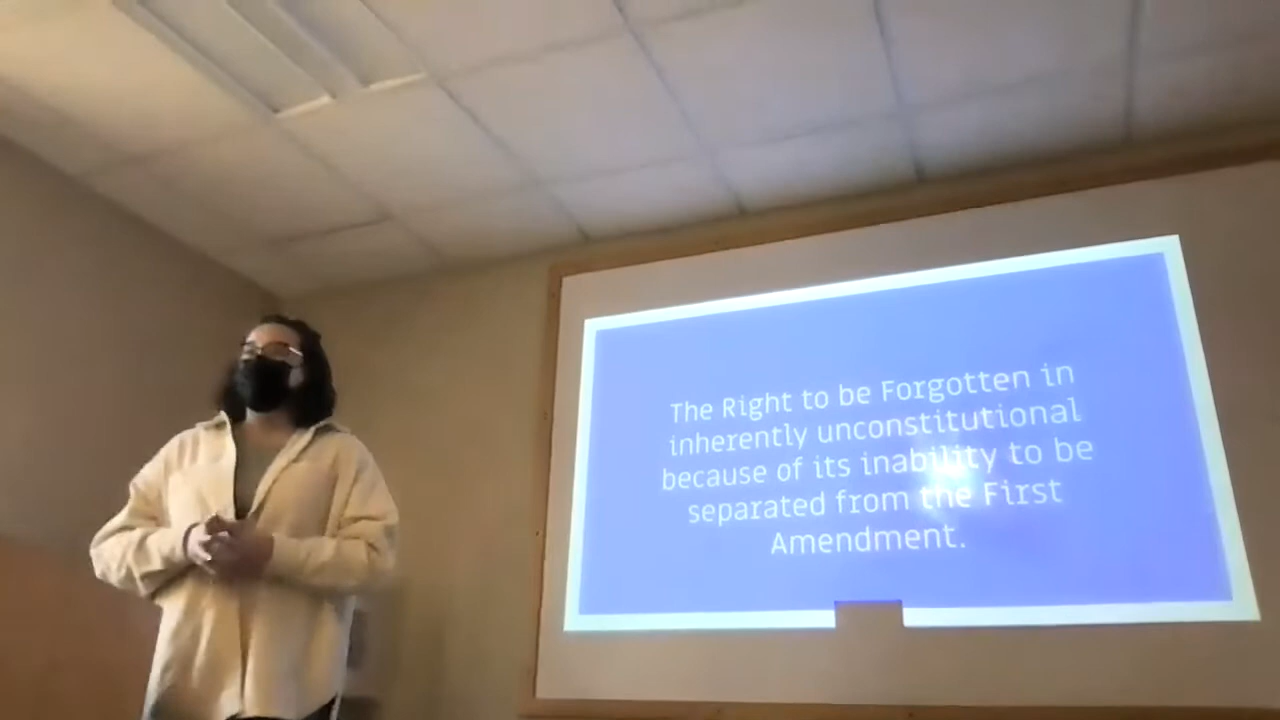 The Right to be Forgotten in
inherently unconstitutional
because of its inability to be
separated from the First
Amendment.